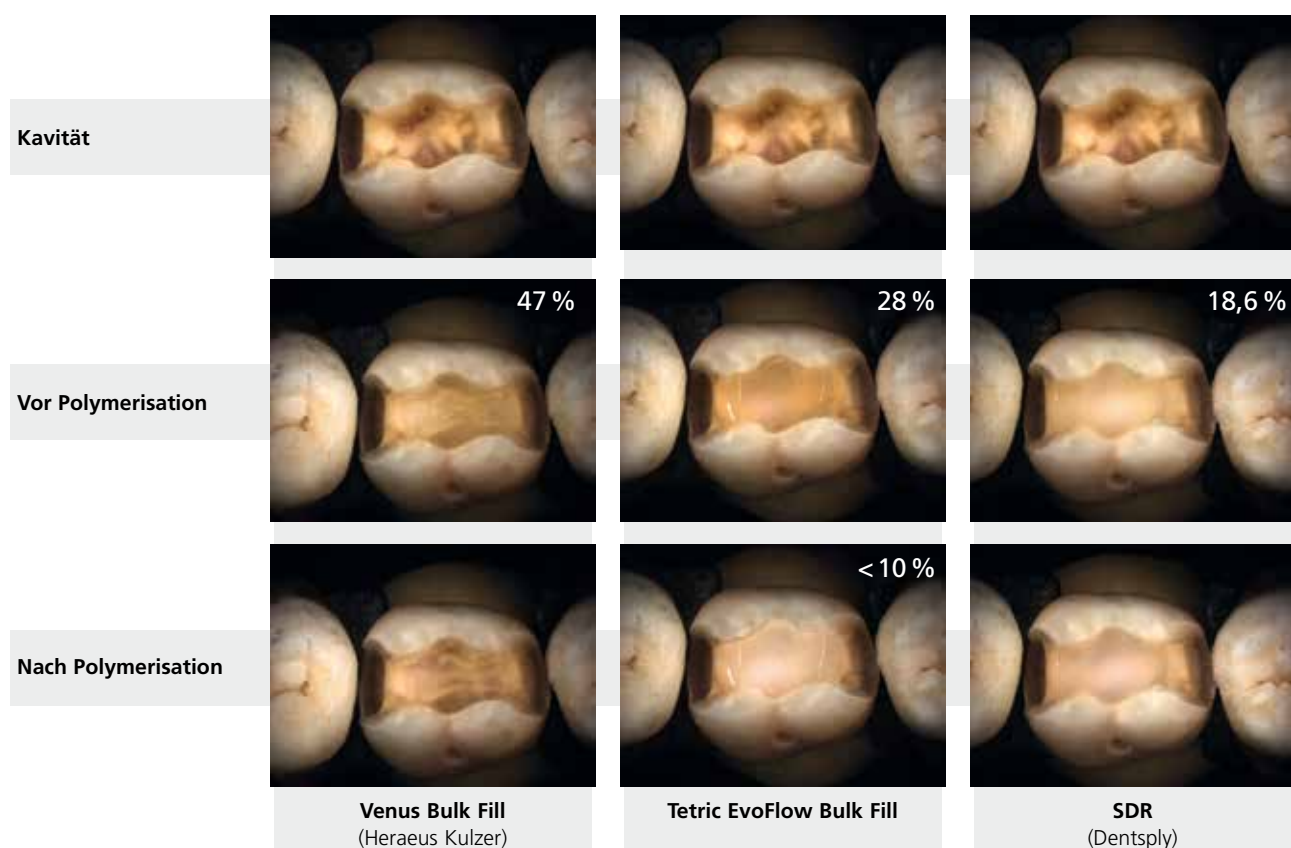 Kavität
47 %
28 %
18,6 %
Vor Polymerisation
< 10 %
Nach Polymerisation
Venus Bulk Fill
(Heraeus Kulzer)
Tetric EvoFlow Bulk Fill
SDR
(Dentsply)